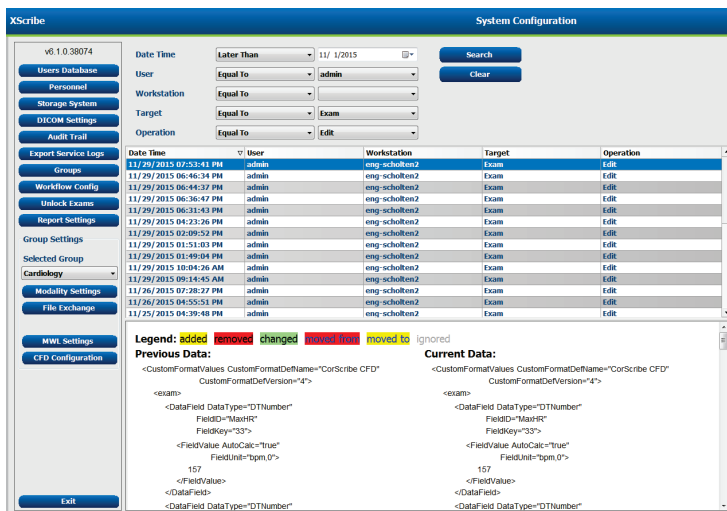 XScribe System Configuration
v6.1.0.38074
Users Database
Personnel
Storage System
DICOM Settings
Audit Trail
Export Service Logs
Groups
Workflow Config
Unlock Exams
Report Settings
Group Settings
Selected Group
Cardiology
Modality Settings
File Exchange
MWL Settings
CFD Configuration
Exit
Date Time Later Than 11/ 1/2015 Search
User Equal To admin Clear
Workstation Equal To
Target Equal To Exam
Operation Equal To Edit
Date Time User Workstation Target Operation
11/29/2015 07:53:41 PM admin eng-scholten2 Exam Edit
11/29/2015 06:46:34 PM admin eng-scholten2 Exam Edit
11/29/2015 06:44:37 PM admin eng-scholten2 Exam Edit
11/29/2015 06:36:47 PM admin eng-scholten2 Exam Edit
11/29/2015 06:31:43 PM admin eng-scholten2 Exam Edit
11/29/2015 04:23:26 PM admin eng-scholten2 Exam Edit
11/29/2015 02:09:52 PM admin eng-scholten2 Exam Edit
11/29/2015 01:51:03 PM admin eng-scholten2 Exam Edit
11/29/2015 01:49:04 PM admin eng-scholten2 Exam Edit
11/29/2015 10:04:26 AM admin eng-scholten2 Exam Edit
11/29/2015 09:14:45 AM admin eng-scholten2 Exam Edit
11/26/2015 07:28:27 PM admin eng-scholten2 Exam Edit
11/26/2015 04:55:51 PM admin eng-scholten2 Exam Edit
11/25/2015 04:39:48 PM admin eng-scholten2 Exam Edit
Legend: added removed changed moved from moved to ignored
Previous Data:
<CustomFormatValues CustomFormatDefName="CorScribe CFD"
CustomFormatDefVersion="4">
<exam>
<DataField DataType="DTNumber"
FieldID="MaxHR"
FieldKey="33">
<FieldValue AutoCalc="true"
FieldUnit="bpm,0">
157
</FieldValue>
</DataField>
<DataField DataType="DTNumber"
Current Data:
<CustomFormatValues CustomFormatDefName="CorScribe CFD"
CustomFormatDefVersion="4">
<exam>
<DataField DataType="DTNumber"
FieldID="MaxHR"
FieldKey="33">
<FieldValue AutoCalc="true"
FieldUnit="bpm,0">
157
</FieldValue>
</DataField>
<DataField DataType="DTNumber"